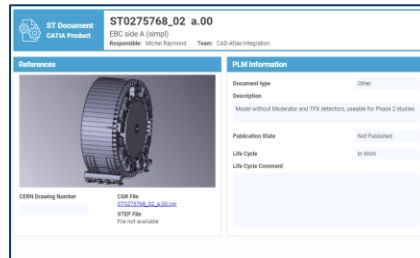 ST Document
CATIA Product
ST0275768_02 a.00
EBC side A (simpl)
Responsible: Michel Raymond Team: CAD-Atlas-Integration
References
CERN Drawing Number
CGR File
ST0275768_02_a.00.cgr
STEP File
File not available
PLM Information
Document type Other
Description
Model without Moderator and TPX detectors, useable for Phase 2 studies
Publication State Not Published
Life Cycle In Work
Life Cycle Comment